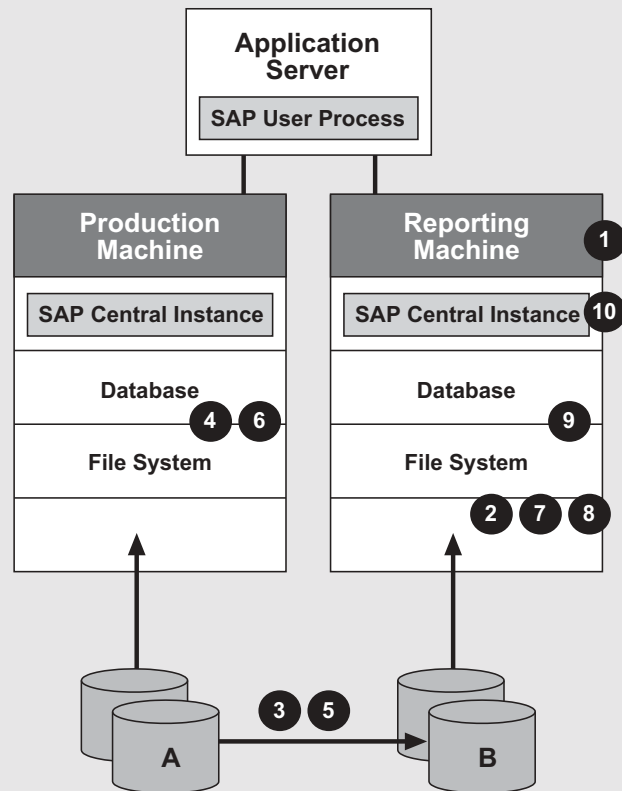 Application
Server
SAP User Process
Production
Machine
Reporting
Machine
1
SAP Central Instance
SAP Central Instance
10
Database
Database
4 6
9
File System
File System
2 7 8
3 5
A
B